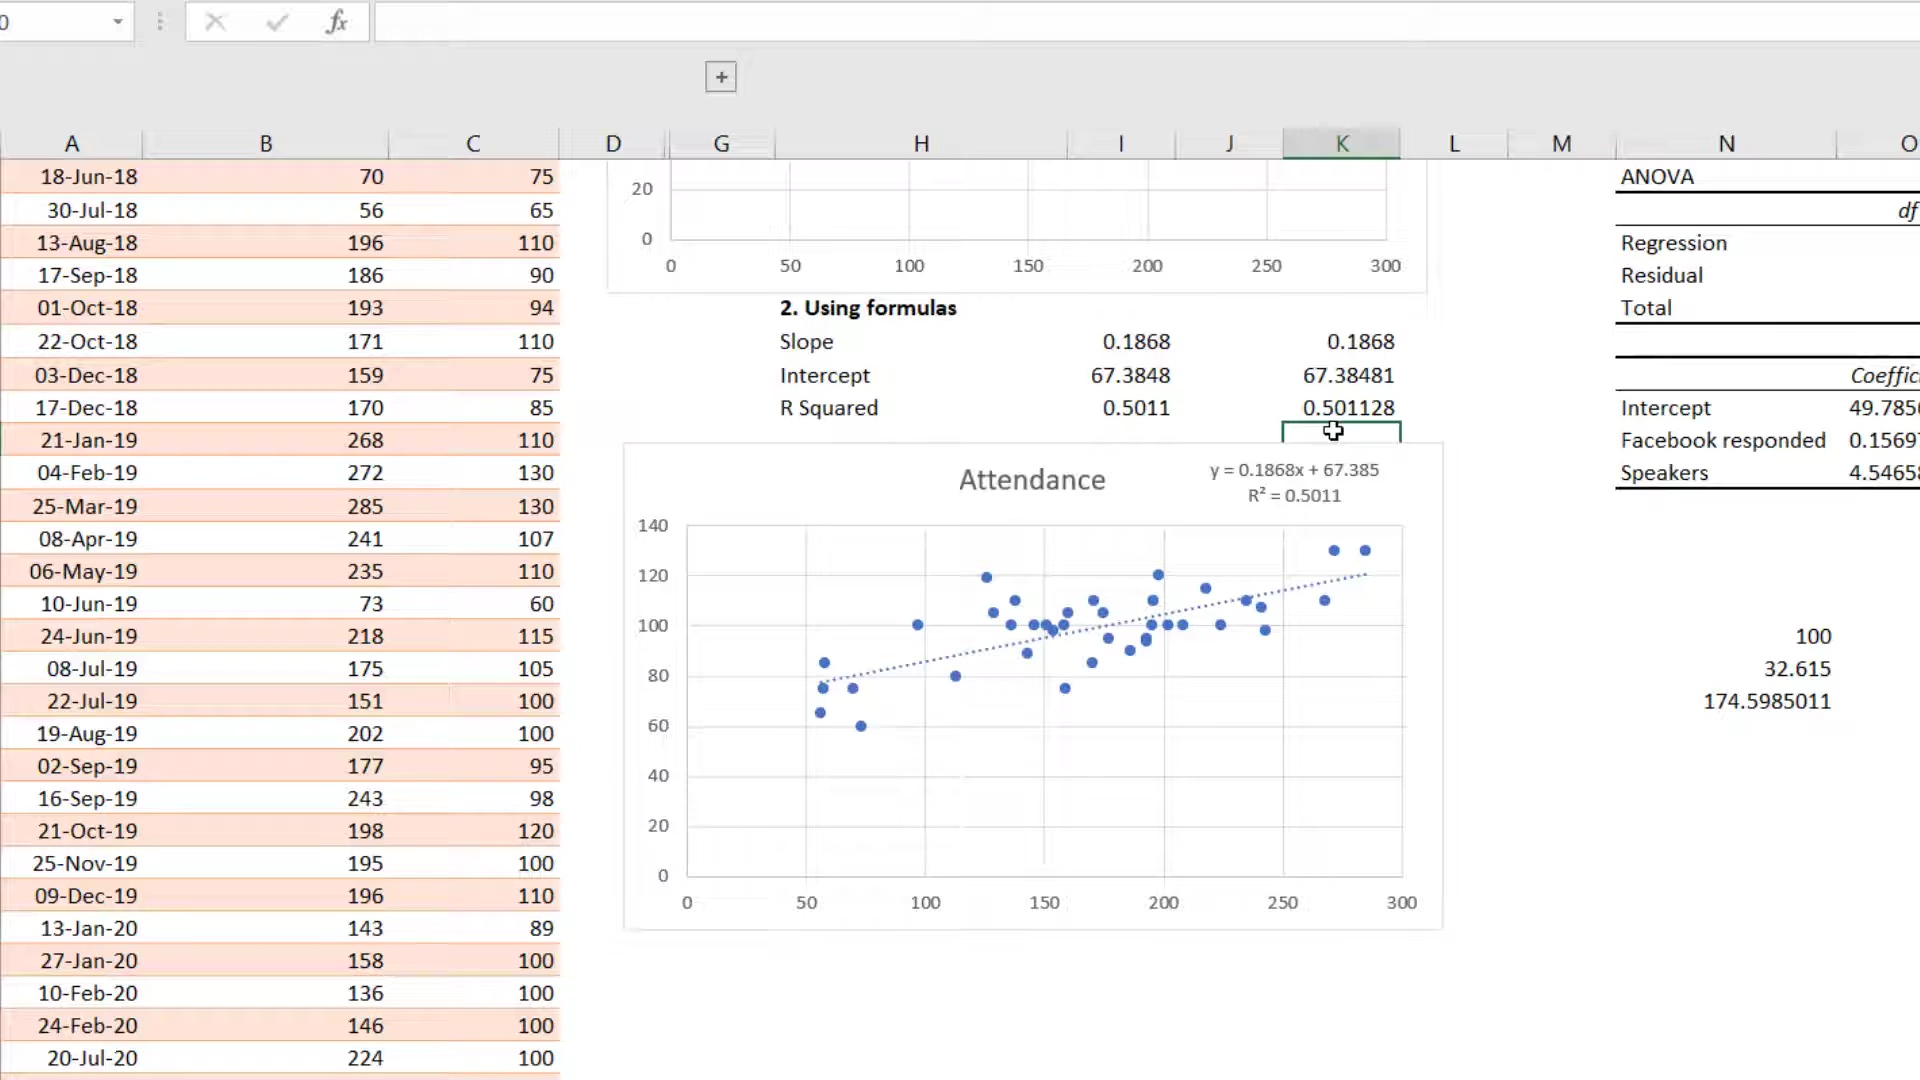 0
fx
+
A B C D G H I J K L M N O
18-Jun-18 70 75
30-Jul-18 56 65
13-Aug-18 196 110
17-Sep-18 186 90
01-Oct-18 193 94
22-Oct-18 171 110
03-Dec-18 159 75
17-Dec-18 170 85
21-Jan-19 268 110
04-Feb-19 272 130
25-Mar-19 285 130
08-Apr-19 241 107
06-May-19 235 110
10-Jun-19 73 60
24-Jun-19 218 115
08-Jul-19 175 105
22-Jul-19 151 100
19-Aug-19 202 100
02-Sep-19 177 95
16-Sep-19 243 98
21-Oct-19 198 120
25-Nov-19 195 100
09-Dec-19 196 110
13-Jan-20 143 89
27-Jan-20 158 100
10-Feb-20 136 100
24-Feb-20 146 100
20-Jul-20 224 100
20
0
0 50 100 150 200 250 300
2. Using formulas
Slope 0.1868 0.1868
Intercept 67.3848 67.38481
R Squared 0.5011 0.501128
Attendance
y = 0.1868x + 67.385
R² = 0.5011
140
120
100
80
60
40
20
0
0 50 100 150 200 250 300
ANOVA
df
Regression
Residual
Total
Coeffic
Intercept 49.7850
Facebook responded 0.1569
Speakers 4.5465
100
32.615
174.5985011